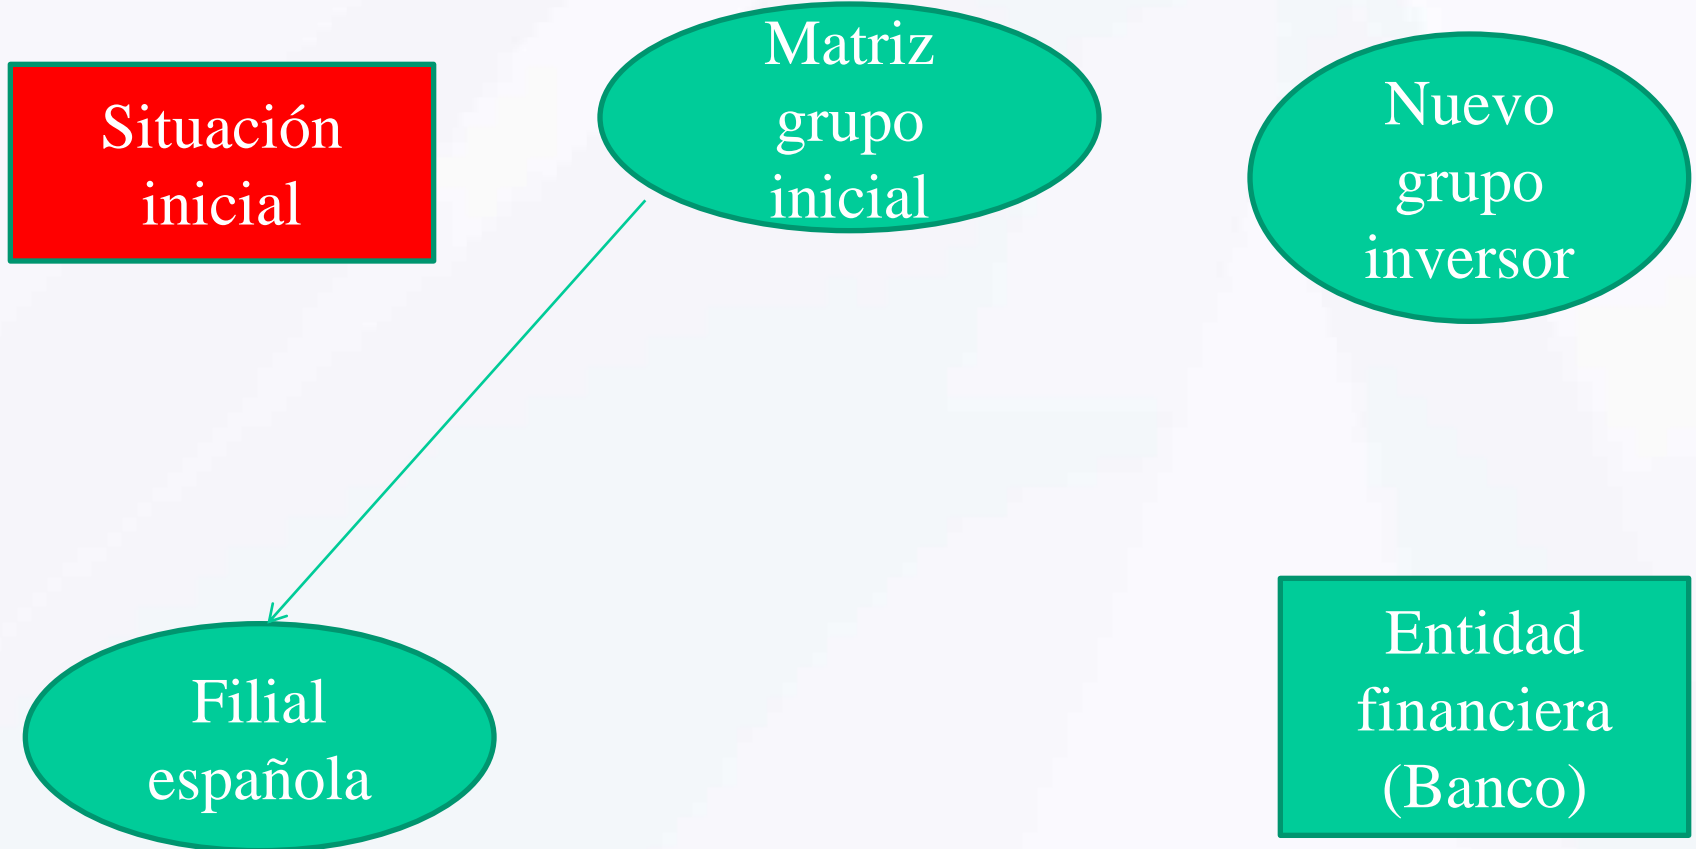 Situación
inicial
Matriz
grupo
inicial
Nuevo
grupo
inversor
Filial
española
Entidad
financiera
(Banco)